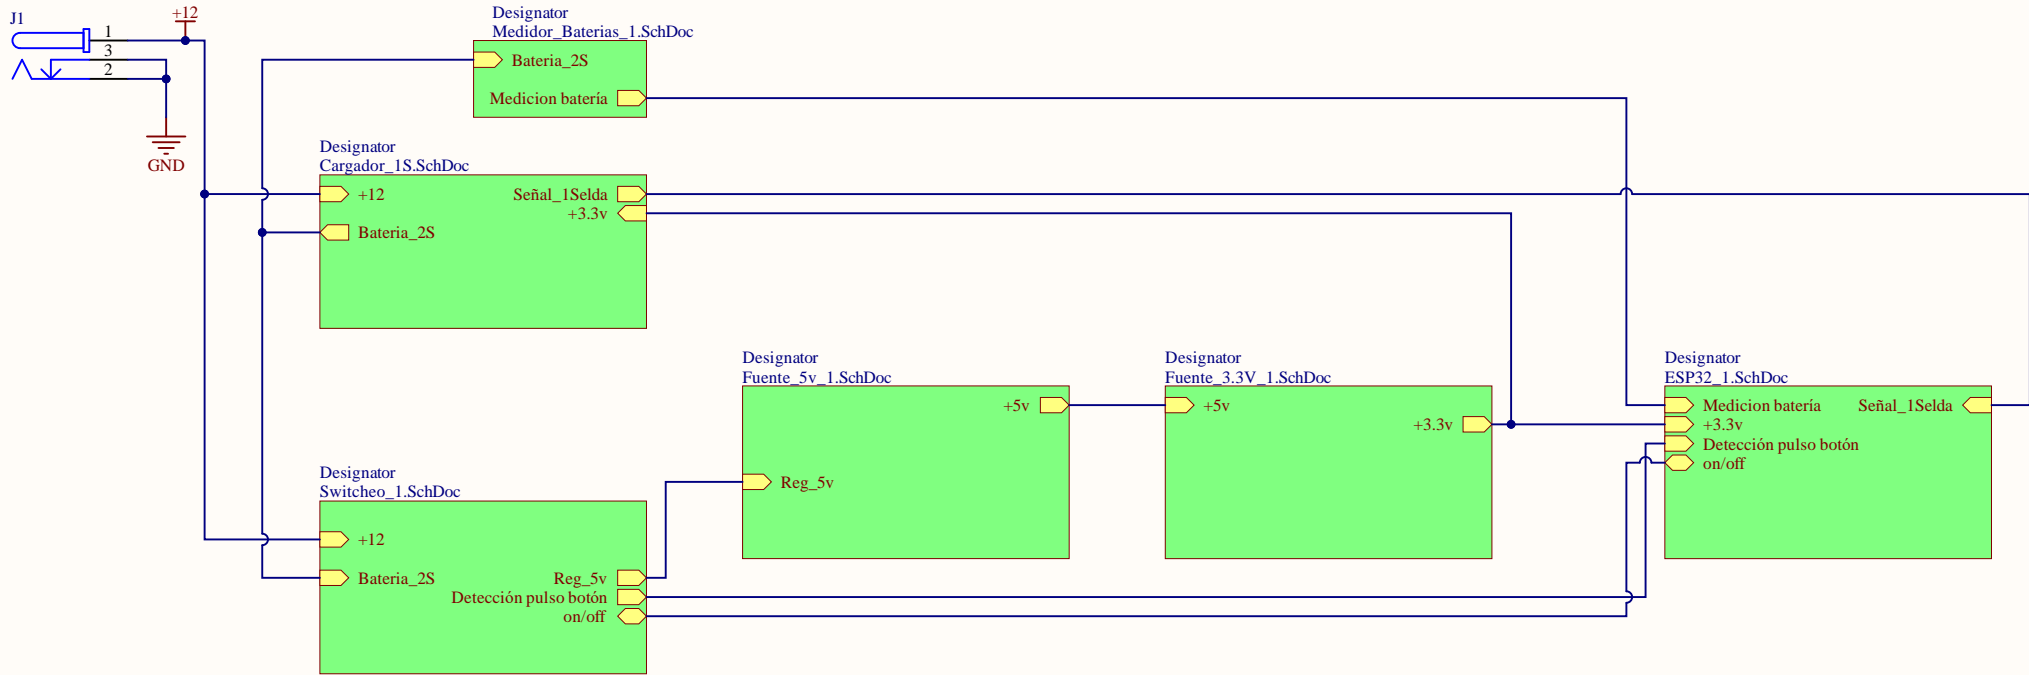 J1
1
3
2
+12
GND
Designator
Medidor_Baterias_1.SchDoc
Bateria_2S
Medicion batería
Designator
Cargador_1S.SchDoc
+12
Señal_1Selda
+3.3v
Bateria_2S
Designator
Fuente_5v_1.SchDoc
+5v
Reg_5v
Designator
Fuente_3.3V_1.SchDoc
+5v
+3.3v
Designator
ESP32_1.SchDoc
Medicion batería
Señal_1Selda
+3.3v
Detección pulso botón
on/off
Designator
Switcheo_1.SchDoc
+12
Bateria_2S
Reg_5v
Detección pulso botón
on/off